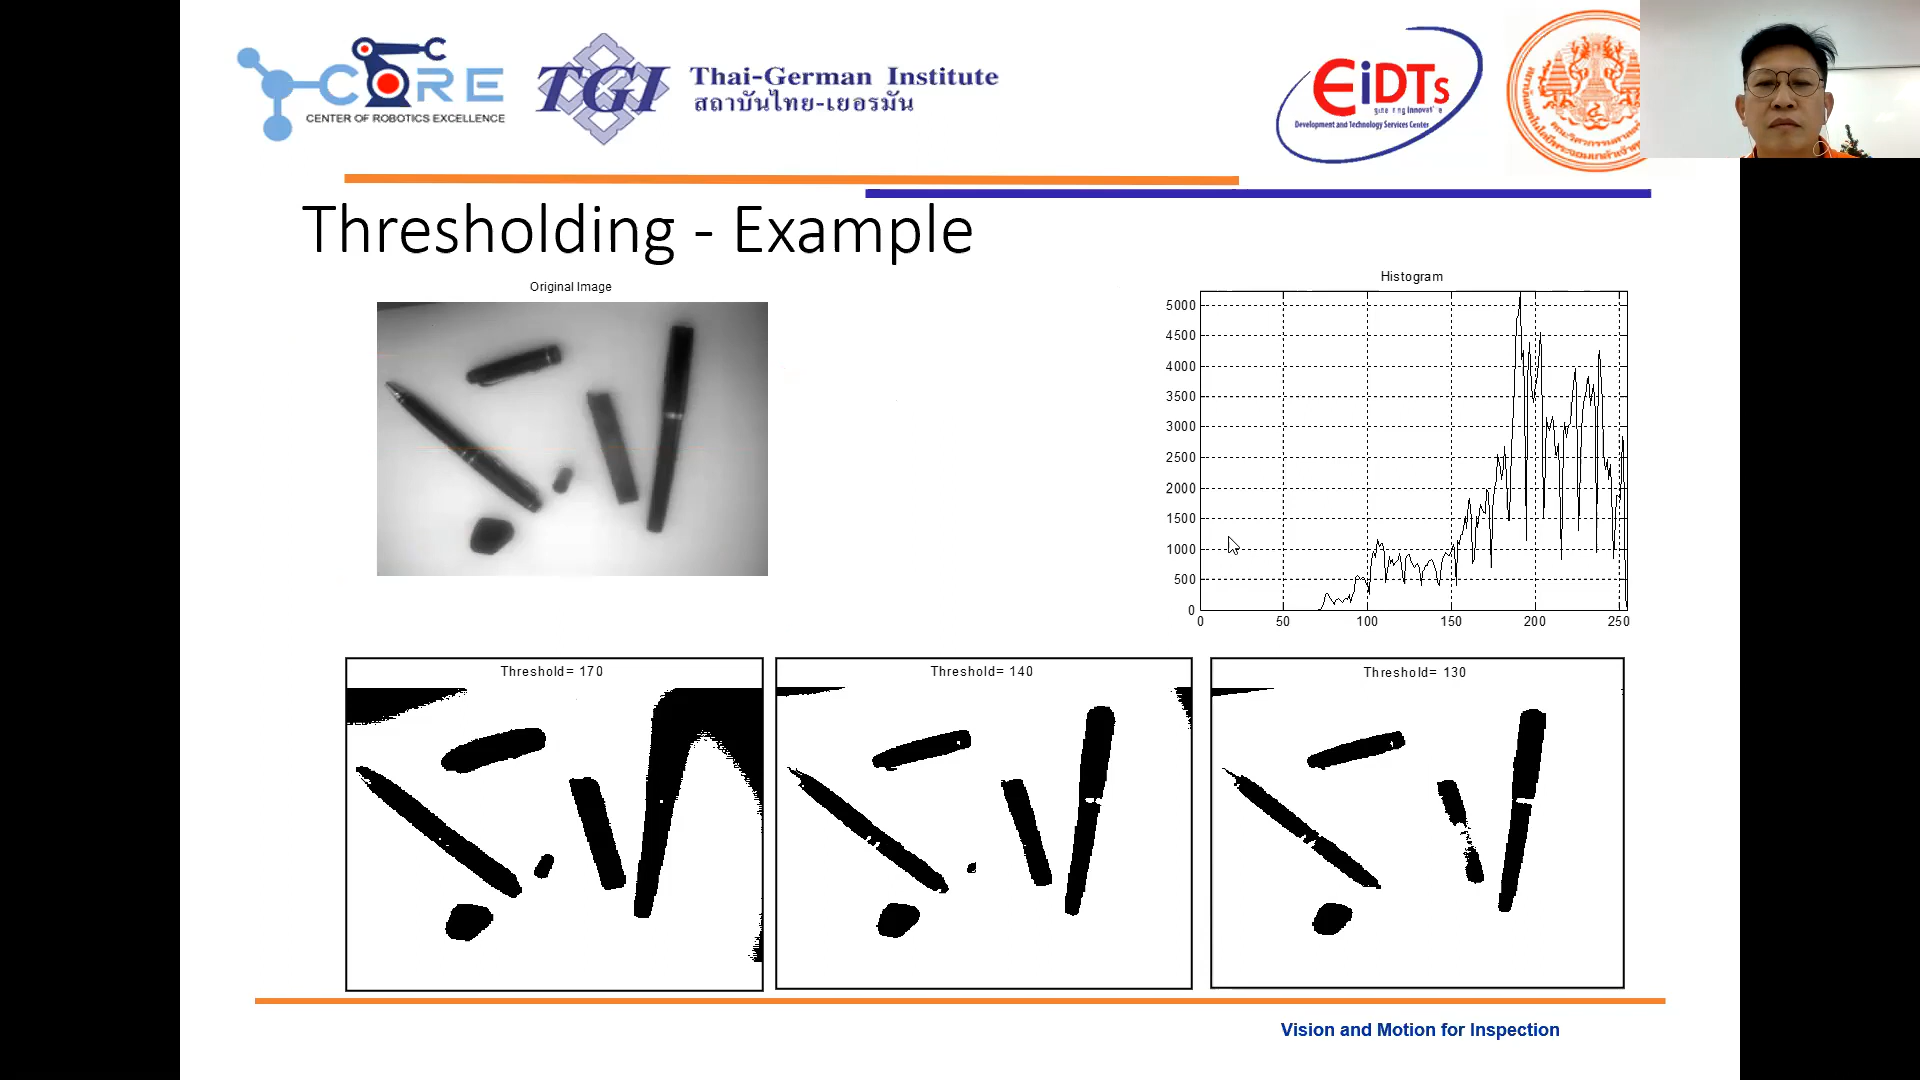 CORE
CENTER OF ROBOTICS EXCELLENCE
TGI
Thai-German Institute
สถาบันไทย-เยอรมัน
EiDTs
Development and Technology Services Center
Thresholding - Example
Original Image
Histogram
5000
4500
4000
3500
3000
2500
2000
1500
1000
500
0
0 50 100 150 200 250
Threshold= 170
Threshold= 140
Threshold= 130
Vision and Motion for Inspection